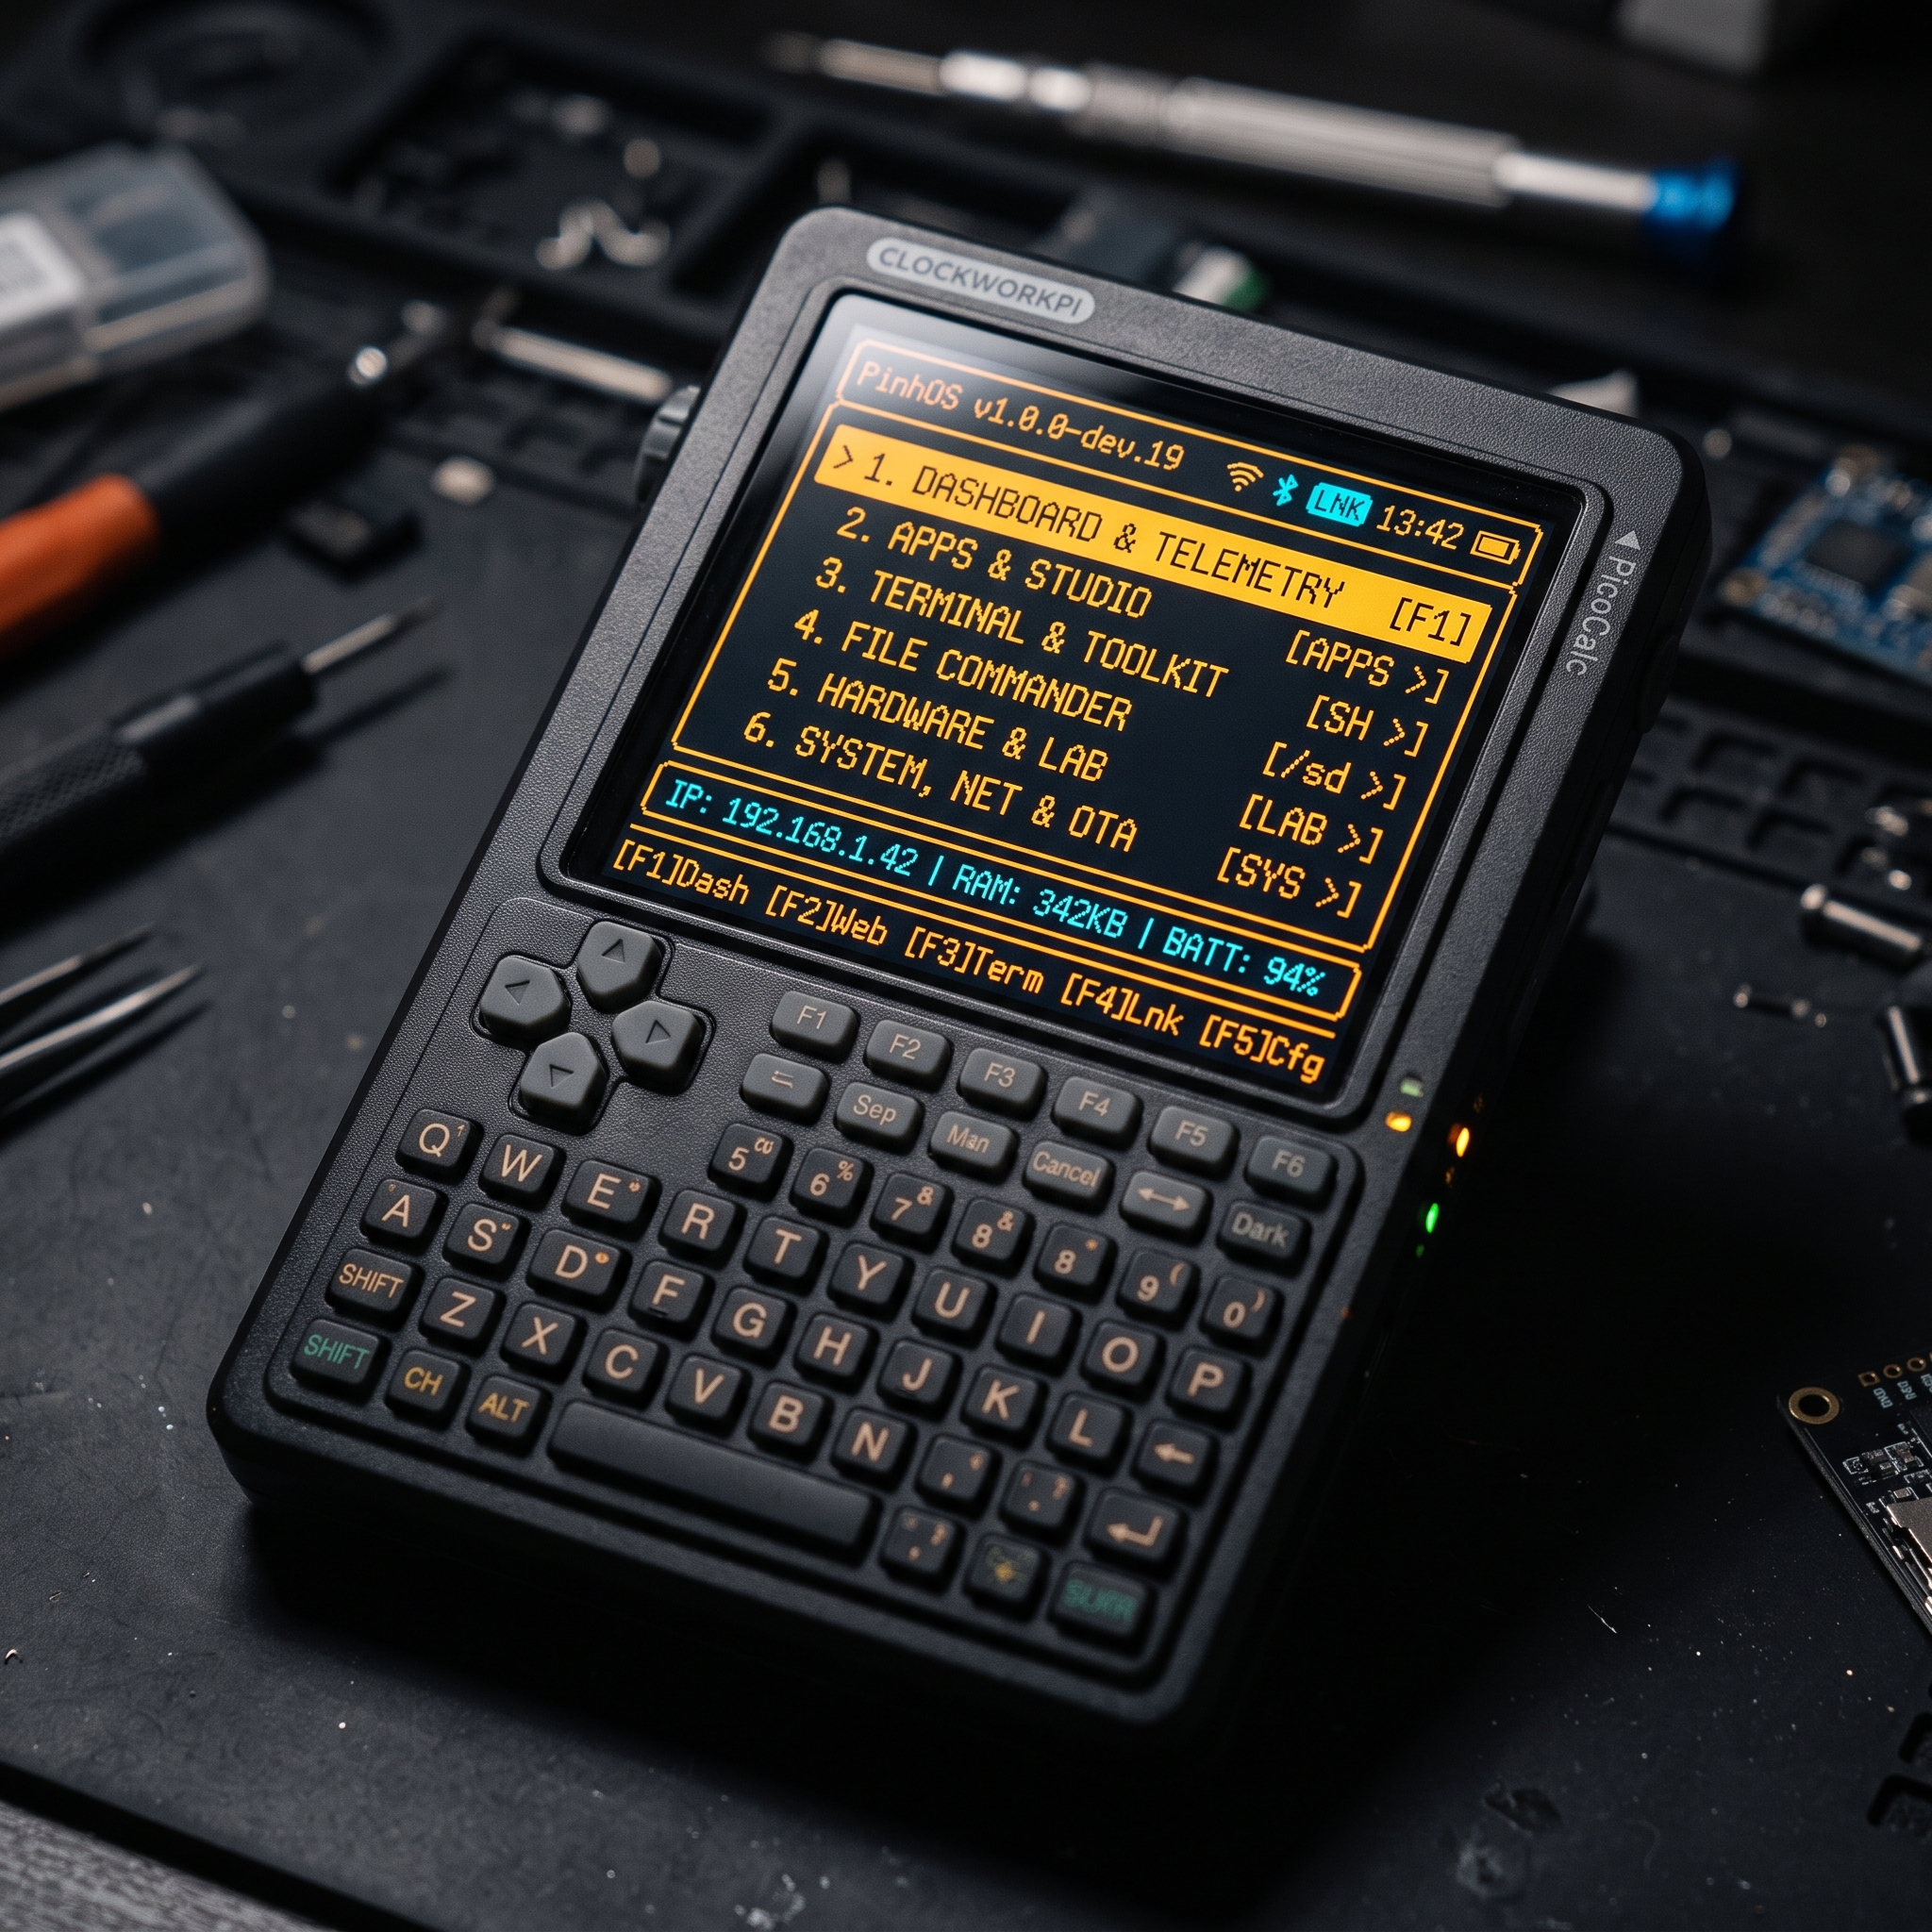 CLOCKWORKPI
PicoCalc
PinhOS v1.0.0-dev.19 LNK 13:42
> 1. DASHBOARD & TELEMETRY [F1]
2. APPS & STUDIO [APPS >]
3. TERMINAL & TOOLKIT [SH >]
4. FILE COMMANDER [/sd >]
5. HARDWARE & LAB [LAB >]
6. SYSTEM, NET & OTA [SYS >]
IP: 192.168.1.42 | RAM: 342KB | BATT: 94%
[F1]Dash [F2]Web [F3]Term [F4]Lnk [F5]Cfg
F1 F2 F3 F4 F5 F6
Sep Man Cancel Dark
5 6% 7& 8& 8 9( 0)
Q W E R T Y U I O P
A S D F G H J K L
SHIFT Z X C V B N
SHIFT CH ALT
GND